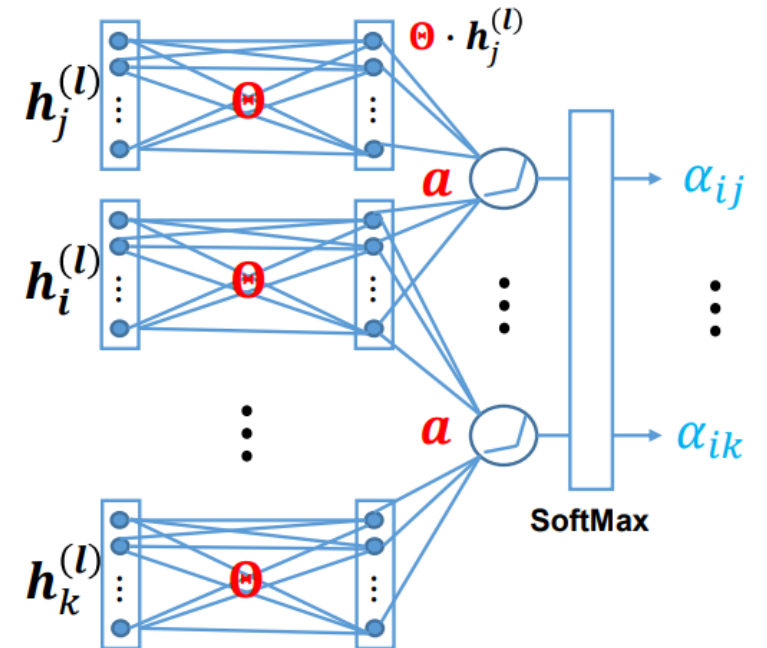 Θ · h_j^(l)
h_j^(l)
Θ
a
α_ij
h_i^(l)
Θ
a
α_ik
SoftMax
h_k^(l)
Θ